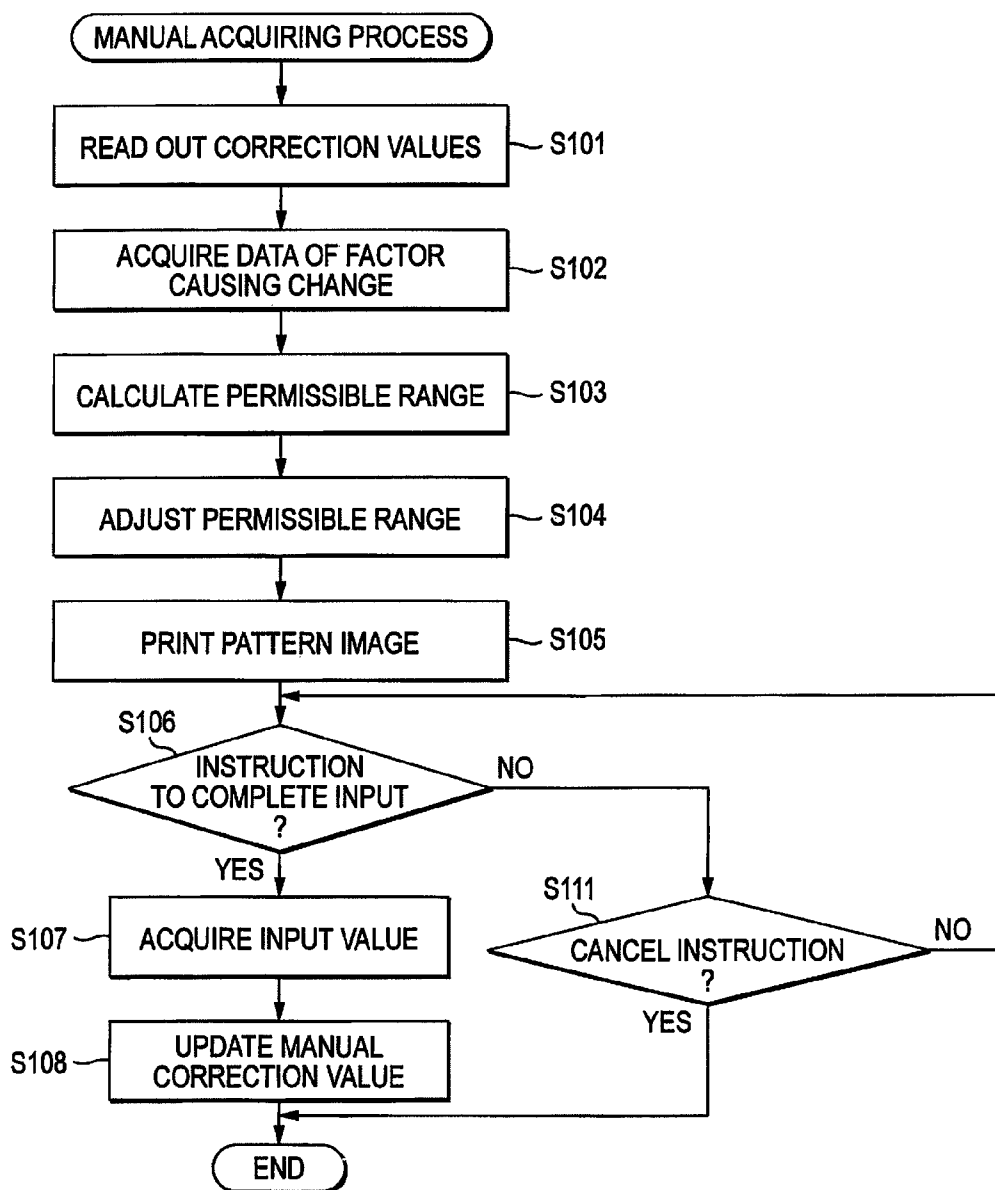 MANUAL ACQUIRING PROCESS
READ OUT CORRECTION VALUES
S101
ACQUIRE DATA OF FACTOR
CAUSING CHANGE
S102
CALCULATE PERMISSIBLE RANGE
S103
ADJUST PERMISSIBLE RANGE
S104
PRINT PATTERN IMAGE
S105
S106
INSTRUCTION
TO COMPLETE INPUT
?
NO
YES
S111
CANCEL INSTRUCTION
?
NO
YES
S107
ACQUIRE INPUT VALUE
S108
UPDATE MANUAL
CORRECTION VALUE
END